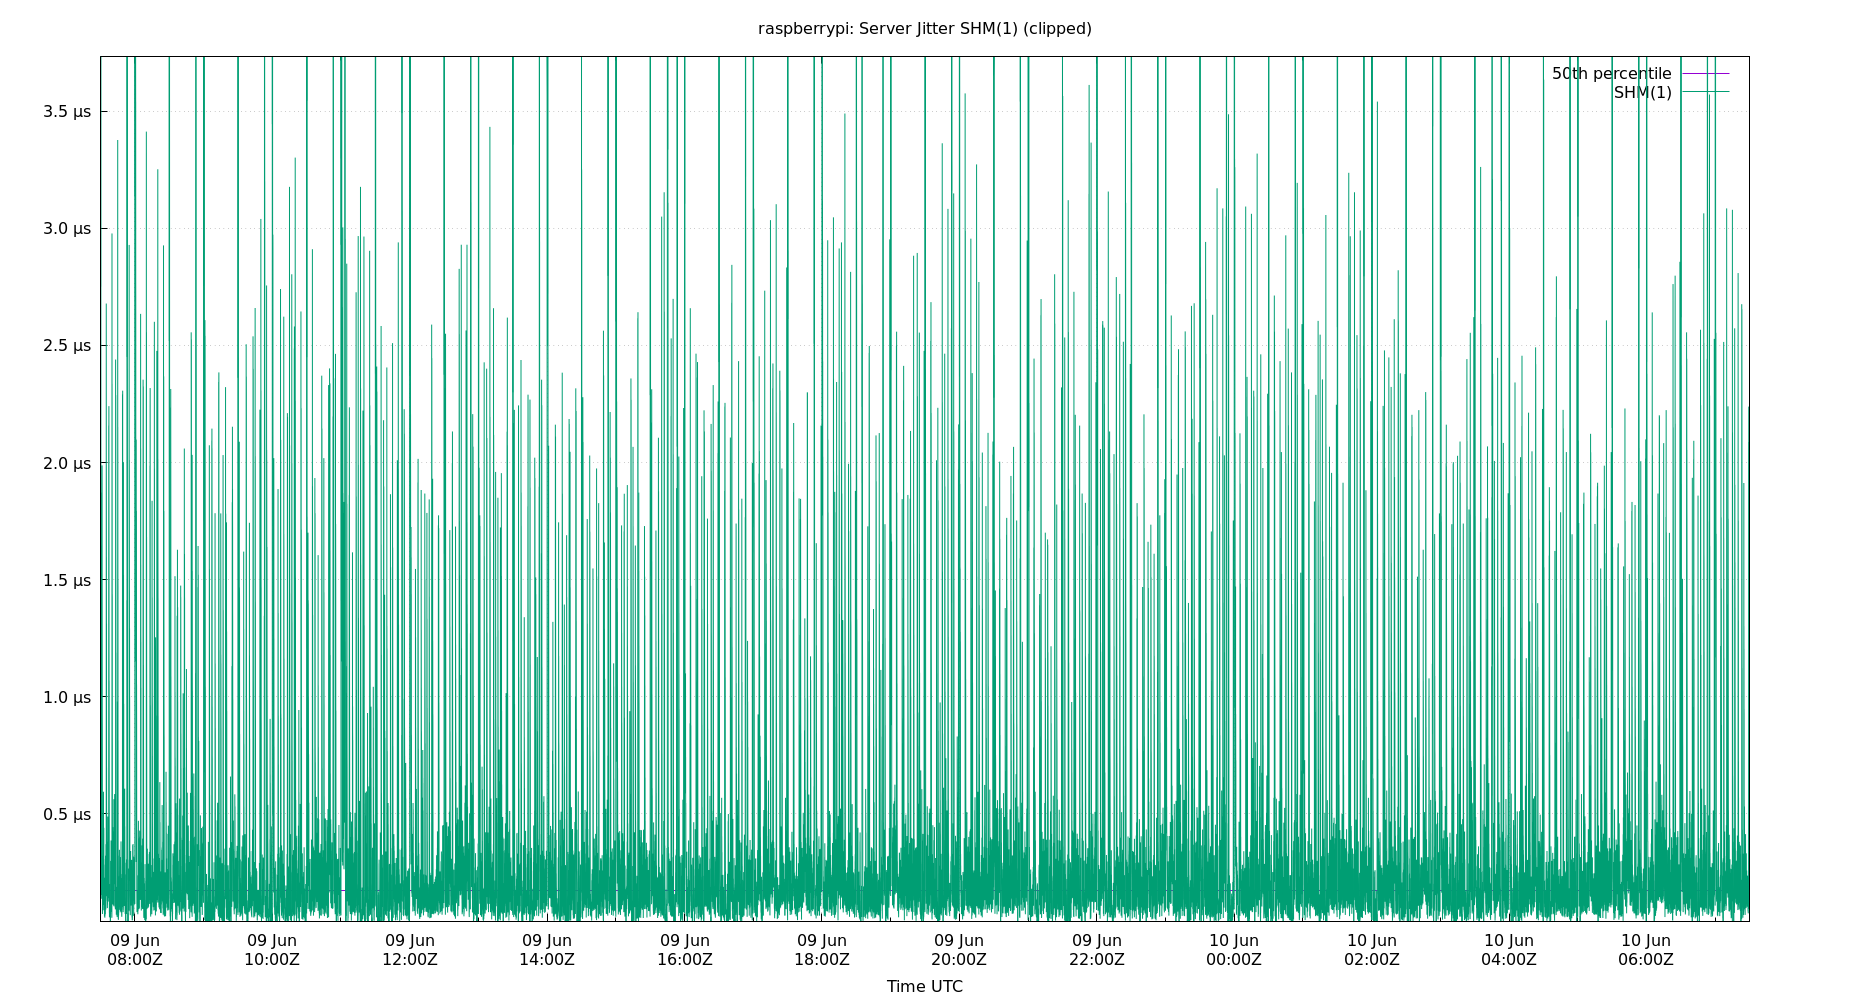 raspberrypi: Server Jitter SHM(1) (clipped)
50th percentile
SHM(1)
3.5 µs
3.0 µs
2.5 µs
2.0 µs
1.5 µs
1.0 µs
0.5 µs
09 Jun 09 Jun 09 Jun 09 Jun 09 Jun 09 Jun 09 Jun 09 Jun 10 Jun 10 Jun 10 Jun 10 Jun
08:00Z 10:00Z 12:00Z 14:00Z 16:00Z 18:00Z 20:00Z 22:00Z 00:00Z 02:00Z 04:00Z 06:00Z
Time UTC